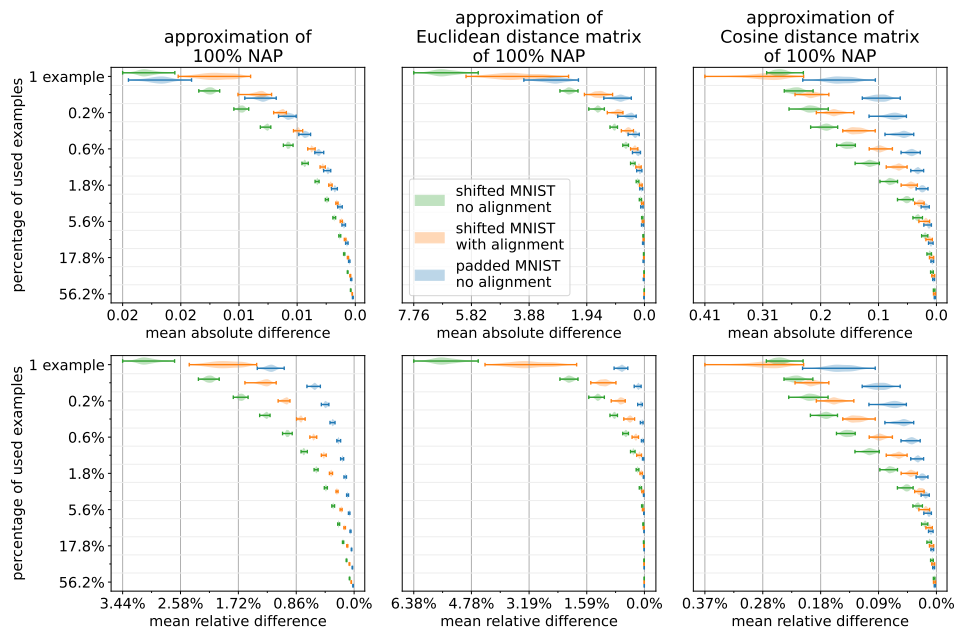 approximation of
100% NAP
approximation of
Euclidean distance matrix
of 100% NAP
approximation of
Cosine distance matrix
of 100% NAP
percentage of used examples
1 example
0.2%
0.6%
1.8%
5.6%
17.8%
56.2%
shifted MNIST
no alignment
shifted MNIST
with alignment
padded MNIST
no alignment
0.02 0.02 0.01 0.01 0.0
7.76 5.82 3.88 1.94 0.0
0.41 0.31 0.2 0.1 0.0
mean absolute difference
mean absolute difference
mean absolute difference
percentage of used examples
1 example
0.2%
0.6%
1.8%
5.6%
17.8%
56.2%
3.44% 2.58% 1.72% 0.86% 0.0%
6.38% 4.78% 3.19% 1.59% 0.0%
0.37% 0.28% 0.18% 0.09% 0.0%
mean relative difference
mean relative difference
mean relative difference